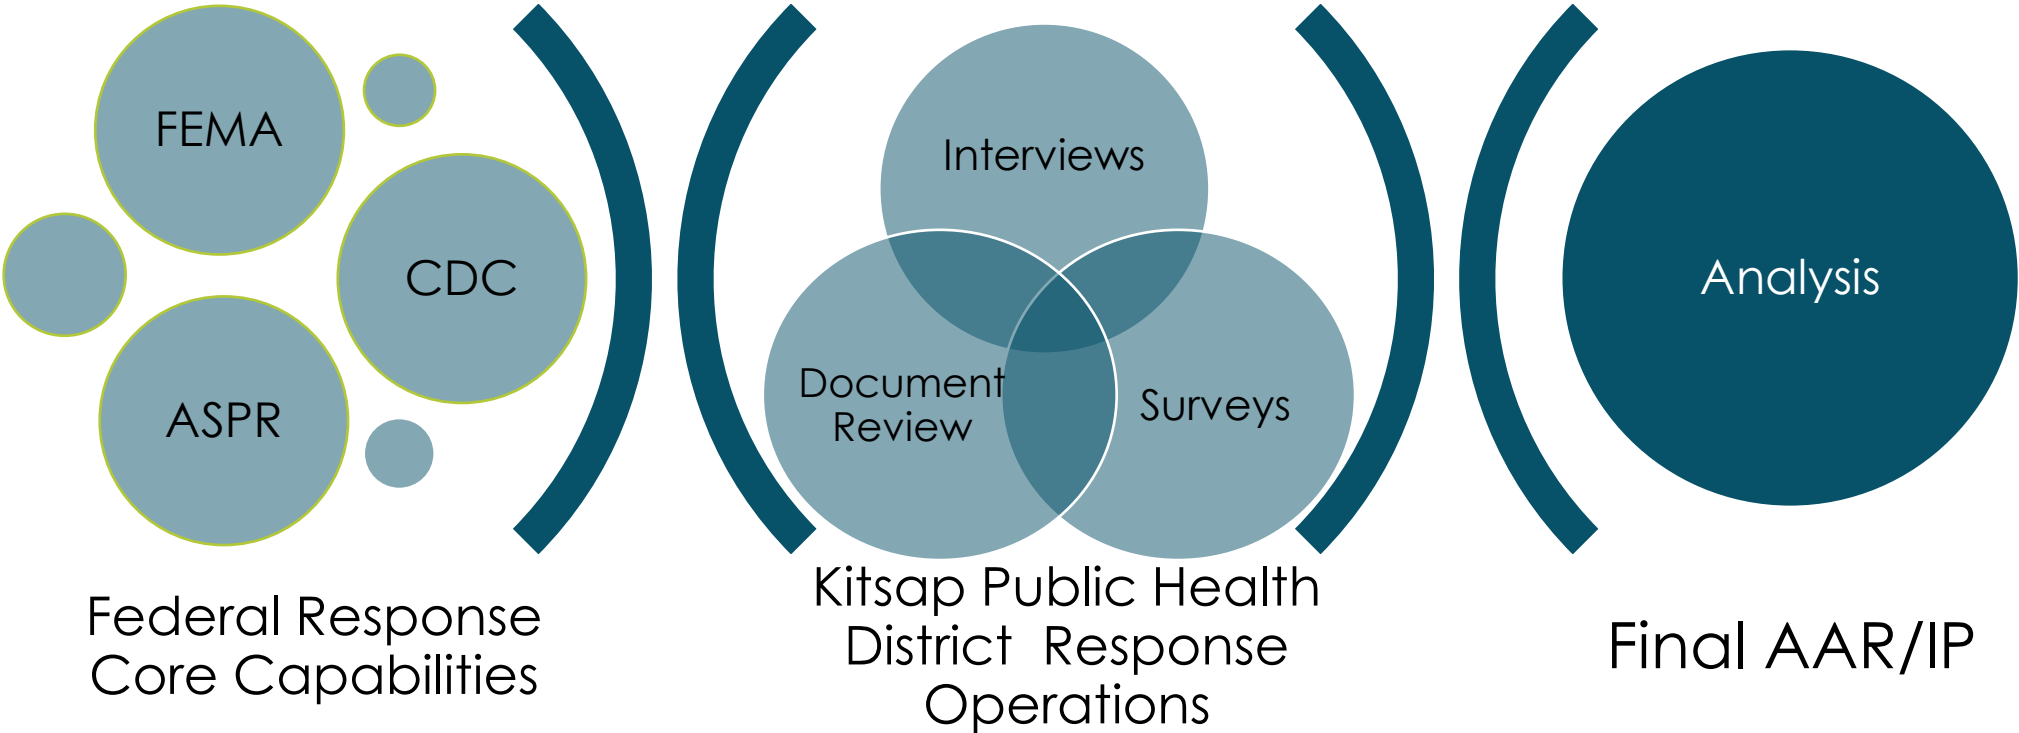 FEMA
CDC
ASPR
Federal Response
Core Capabilities
Interviews
Document
Review
Surveys
Kitsap Public Health
District  Response
Operations
Analysis
Final AAR/IP